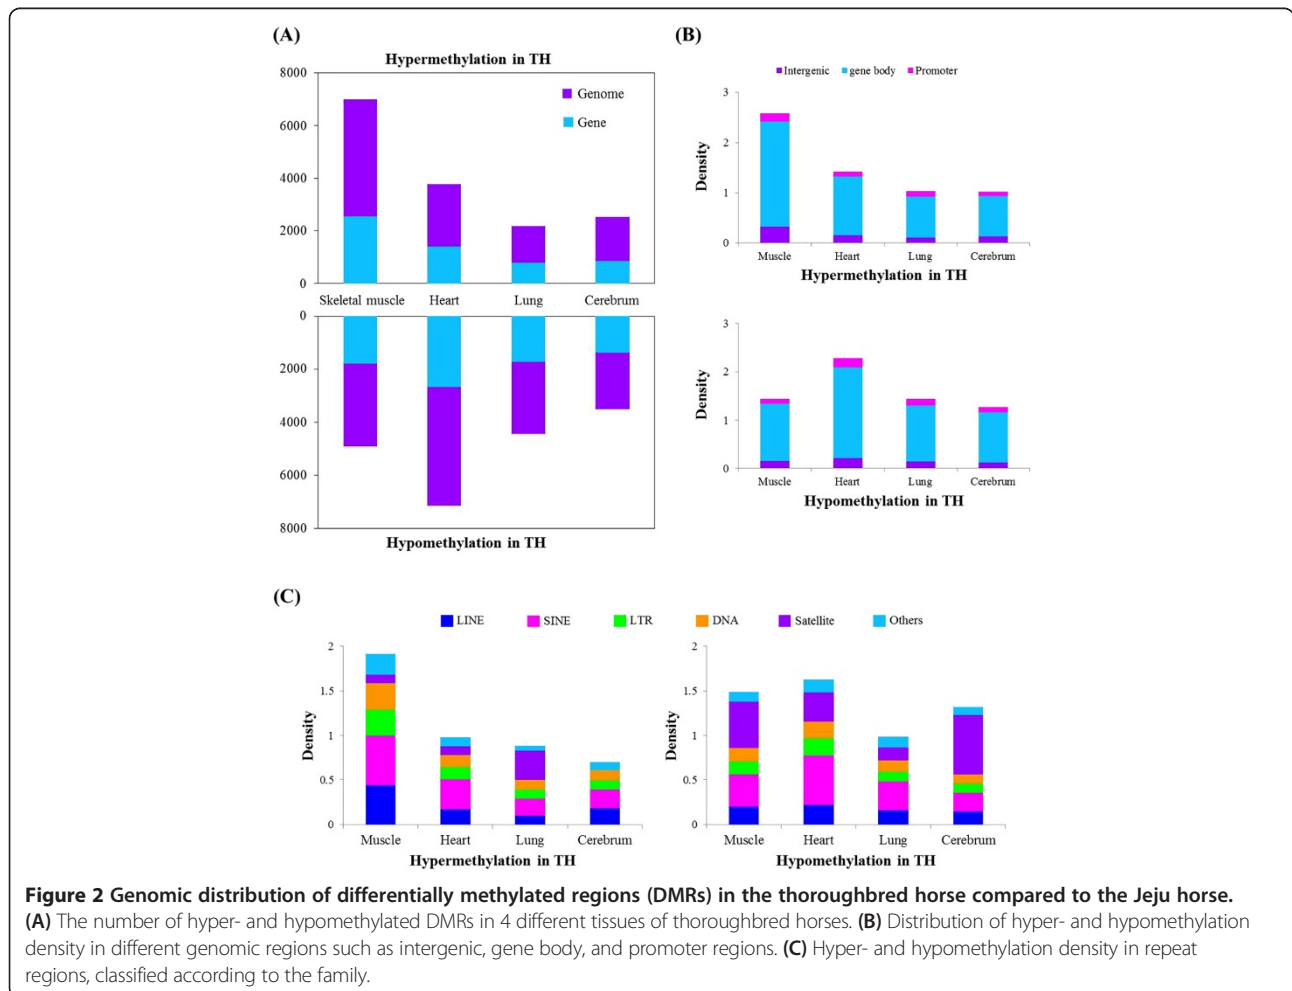 (A)
Hypermethylation in TH
8000
6000
4000
2000
0
Genome
Gene
Skeletal muscle Heart Lung Cerebrum
0
2000
4000
6000
8000
Hypomethylation in TH
(B)
Intergenic gene body Promoter
3
2
1
0
Density
Muscle Heart Lung Cerebrum
Hypermethylation in TH
3
2
1
0
Density
Muscle Heart Lung Cerebrum
Hypomethylation in TH
(C)
LINE SINE LTR DNA Satellite Others
2
1.5
1
0.5
0
Density
Muscle Heart Lung Cerebrum
Hypermethylation in TH
2
1.5
1
0.5
0
Density
Muscle Heart Lung Cerebrum
Hypomethylation in TH
Figure 2 Genomic distribution of differentially methylated regions (DMRs) in the thoroughbred horse compared to the Jeju horse.
(A) The number of hyper- and hypomethylated DMRs in 4 different tissues of thoroughbred horses. (B) Distribution of hyper- and hypomethylation
density in different genomic regions such as intergenic, gene body, and promoter regions. (C) Hyper- and hypomethylation density in repeat
regions, classified according to the family.